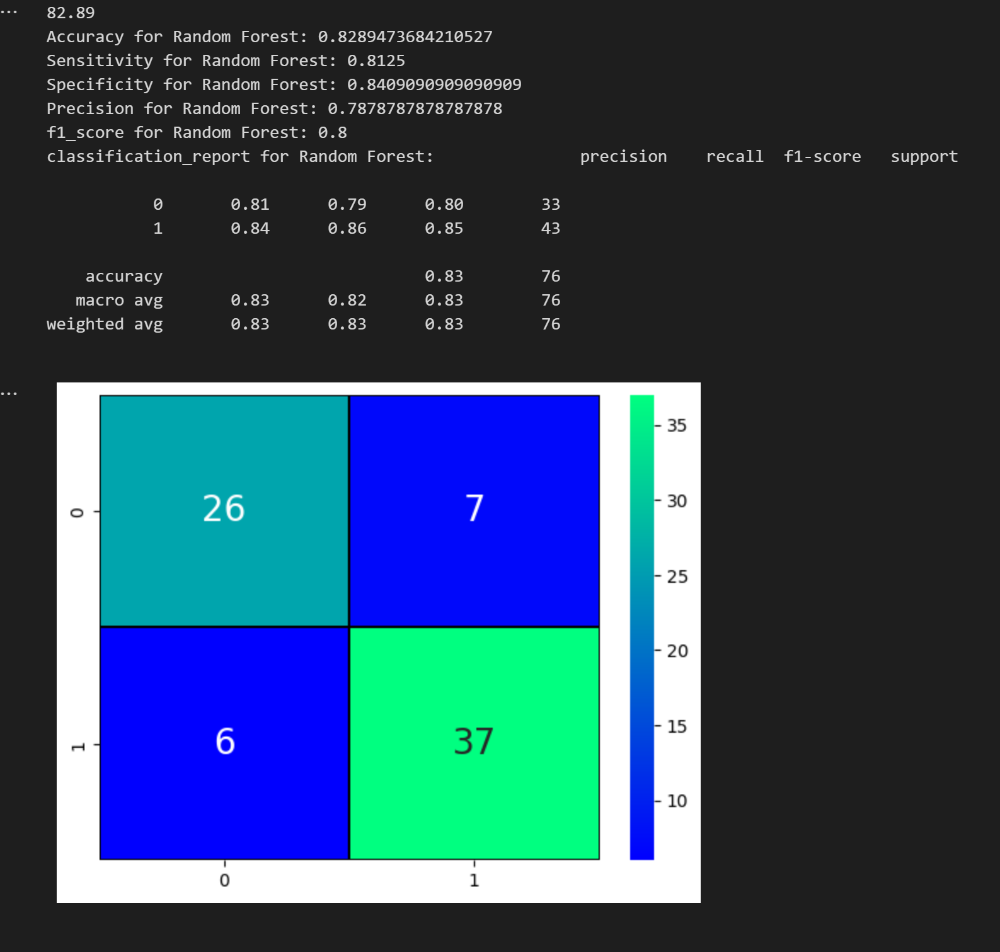 ... 82.89
Accuracy for Random Forest: 0.8289473684210527
Sensitivity for Random Forest: 0.8125
Specificity for Random Forest: 0.8409090909090909
Precision for Random Forest: 0.7878787878787878
f1_score for Random Forest: 0.8
classification_report for Random Forest: precision recall f1-score support
0 0.81 0.79 0.80 33
1 0.84 0.86 0.85 43
accuracy 0.83 76
macro avg 0.83 0.82 0.83 76
weighted avg 0.83 0.83 0.83 76
...
35
30
0 26 7
25
20
15
1 6 37
10
0 1